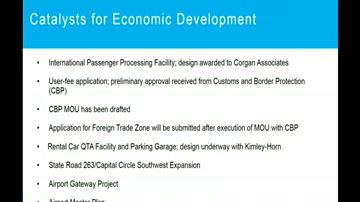 Catalysts for Economic Development
• International Passenger Processing Facility; design awarded to Corgan Associates
• User-fee application; preliminary approval received from Customs and Border Protection
(CBP)
• CBP MOU has been drafted
• Application for Foreign Trade Zone will be submitted after execution of MOU with CBP
• Rental Car QTA Facility and Parking Garage; design underway with Kimley-Horn
• State Road 263/Capital Circle Southwest Expansion
• Airport Gateway Project
• Airport Master Plan